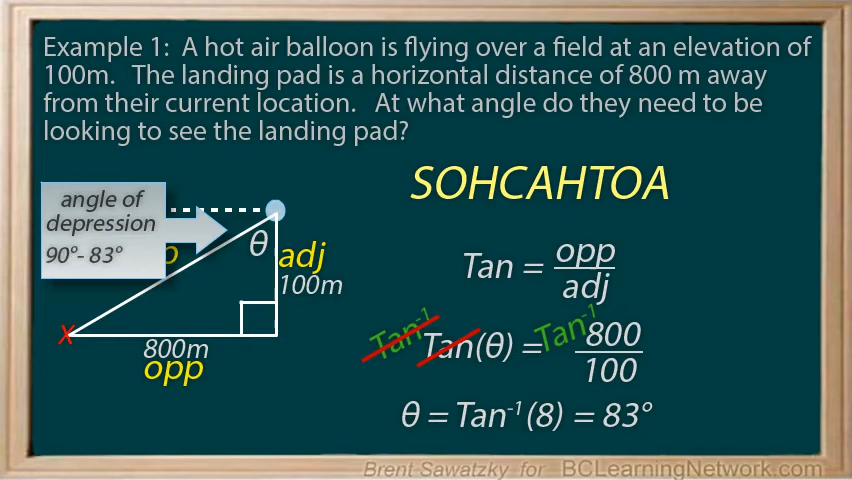 Example 1: A hot air balloon is flying over a field at an elevation of
100m. The landing pad is a horizontal distance of 800 m away
from their current location. At what angle do they need to be
looking to see the landing pad?
SOHCAHTOA
angle of
depression
90°- 83°
p
θ
adj
100m
X
800m
opp
Tan = opp
adj
Tan⁻¹ Tan(θ) = Tan⁻¹ 800
100
θ = Tan⁻¹(8) = 83°
Brent Sawatzky for BCLearningNetwork.com